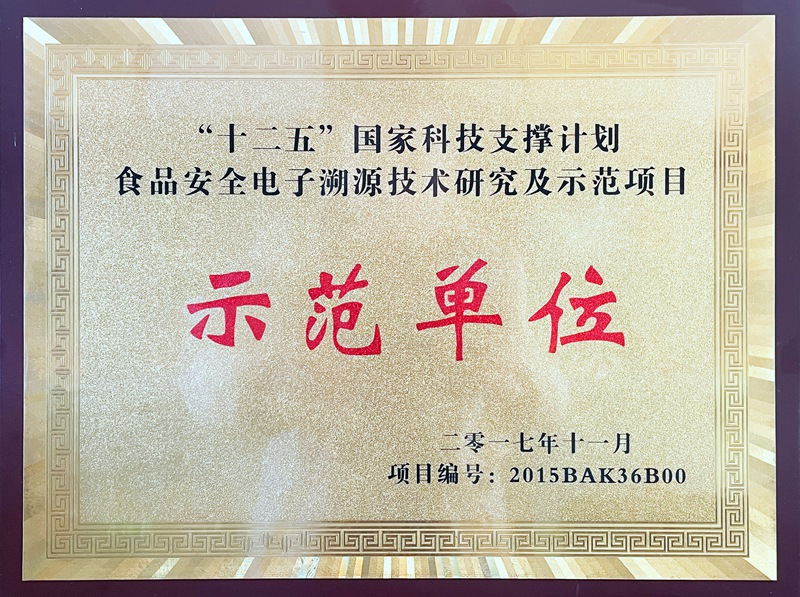 “十二五”国家科技支撑计划
食品安全电子溯源技术研究及示范项目
示范单位
二零一七年十一月
项目编号：2015BAK36B00